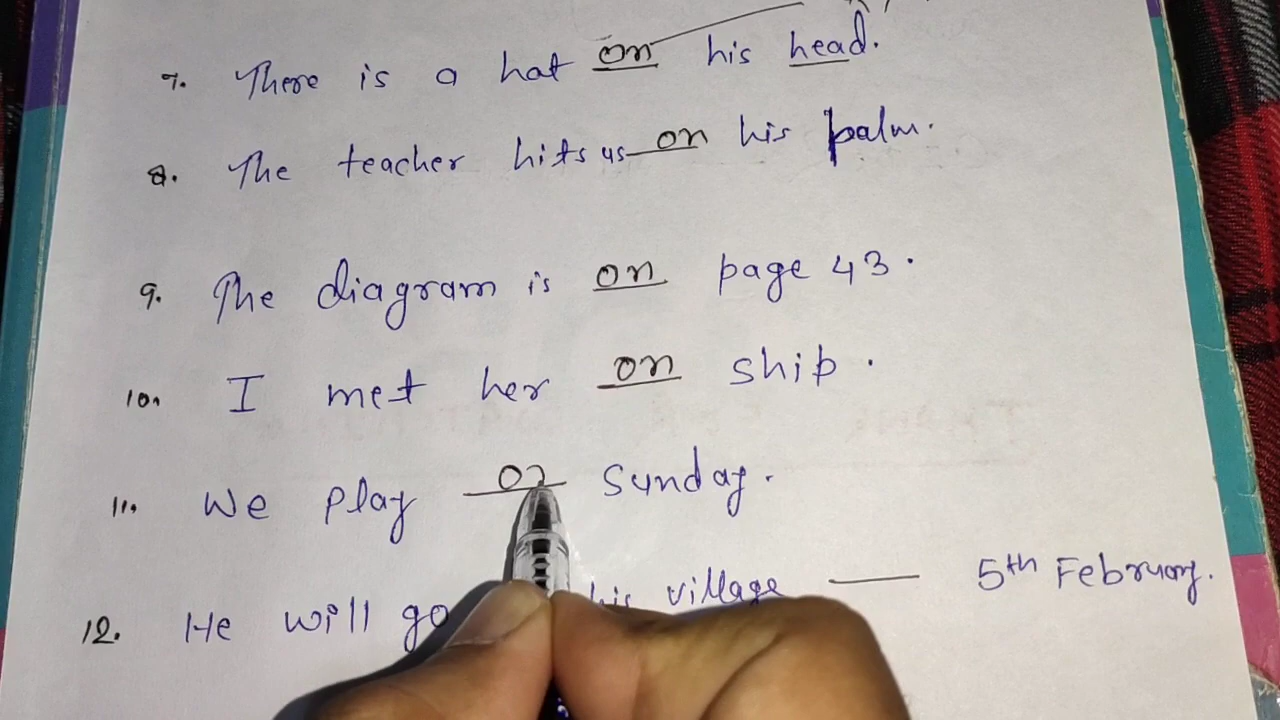 7. There is a hat on his head.
8. The teacher hits us on his palm.
9. The diagram is on page 43.
10. I met her on ship.
11. We play on Sunday.
12. He will go his village ___ 5th February.